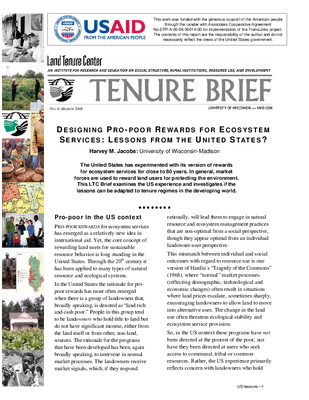 This work was funded with the generous support of the American people
through the Leader with Associates Cooperative Agreement
No.EPP-A-00-06-00014-00 for implementation of the TransLinks project.
The contents of this report are the responsibility of the author and do not
necessarily reflect the views of the United States government.
USAID
FROM THE AMERICAN PEOPLE
Land Tenure Center
AN INSTITUTE FOR RESEARCH AND EDUCATION ON SOCIAL STRUCTURE, RURAL INSTITUTIONS, RESOURCE USE, AND DEVELOPMENT
TENURE BRIEF
UNIVERSITY OF WISCONSIN — MADISON
DESIGNING PRO-POOR REWARDS FOR ECOSYSTEM
SERVICES: LESSONS FROM THE UNITED STATES?
Harvey M. Jacobs: University of Wisconsin-Madison
The United States has experimented with its version of rewards
for ecosystem services for close to 80 years. In general, market
forces are used to reward land users for protecting the environment.
This LTC Brief examines the US experience and investigates if the
lessons can be adapted to tenure regimes in the developing world.
Pro-poor in the US context
PRO-POOR REWARDS for ecosystem services
has emerged as a relatively new idea in
international aid. Yet, the core concept of
rewarding land users for sustainable
resource behavior is long standing in the
United States. Through the 20th century it
has been applied to many types of natural
resource and ecological systems.
In the United States the rationale for pro-
poor rewards has most often emerged
when there is a group of landowners that,
broadly speaking, is denoted as “land rich
and cash poor.” People in this group tend
to be landowners who hold title to land but
do not have significant income, either from
the land itself or from other, non-land,
sources. The rationale for the programs
that have been developed has been, again
broadly speaking, to intervene in normal
market processes. The landowners receive
market signals, which, if they respond
rationally, will lead them to engage in natural
resource and ecosystem management practices
that are non-optimal from a social perspective,
though they appear optimal from an individual
landowner-user perspective.
This mismatch between individual and social
outcomes with regard to resource use is one
version of Hardin’s “Tragedy of the Commons”
(1968), where “normal” market processes
(reflecting demographic, technological and
economic changes) often result in situations
where land prices escalate, sometimes sharply,
encouraging landowners to allow land to move
into alternative uses. The change in the land
use often threatens ecological stability and
ecosystem service provision.
So, in the US context these programs have not
been directed at the poorest of the poor, nor
have they been directed at users who seek
access to communal, tribal or common
resources. Rather, the US experience primarily
reflects concern with landowners who hold
US lessons—1